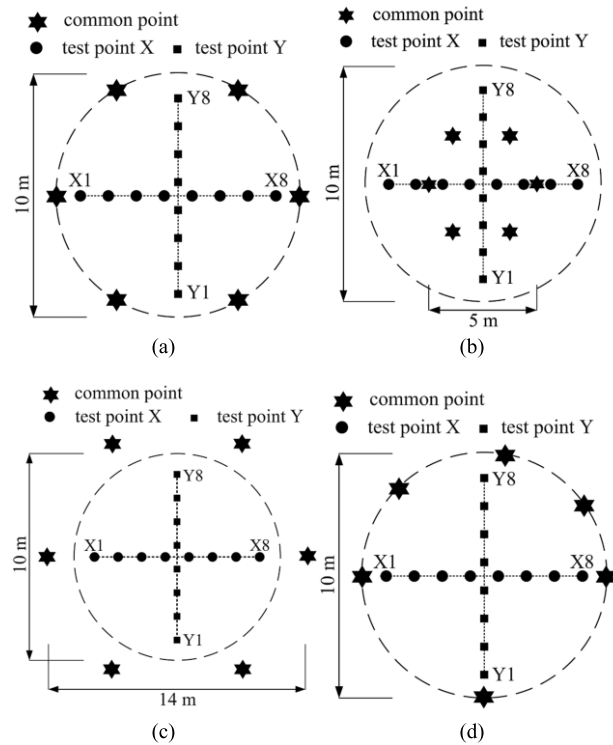 common point
test point X test point Y
Y8
X1 X8
10 m
Y1
(a)
common point
test point X test point Y
Y8
X1 X8
10 m
Y1
5 m
(b)
common point
test point X test point Y
Y8
X1 X8
10 m
Y1
14 m
(c)
common point
test point X test point Y
Y8
X1 X8
10 m
Y1
(d)